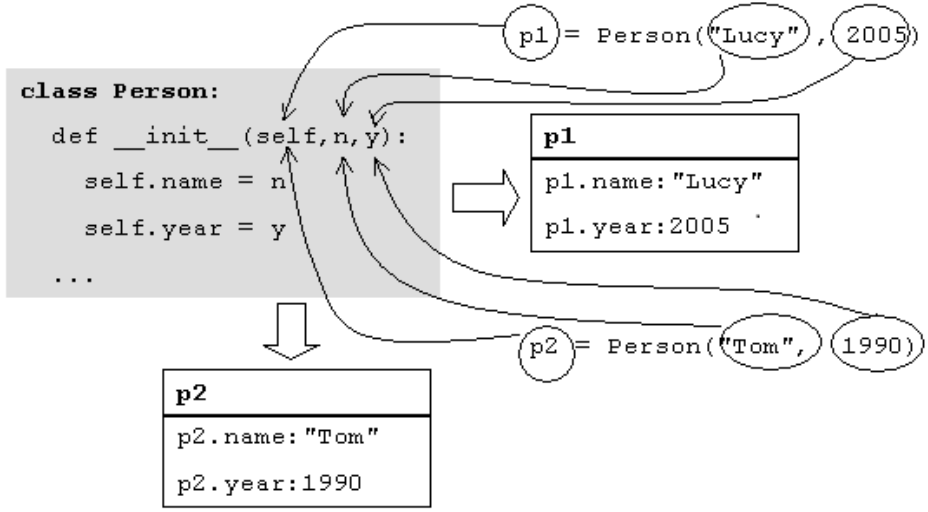 p1 = Person("Lucy", 2005)
class Person:
def __init__(self,n,y):
self.name = n
self.year = y
...
p1
p1.name:"Lucy"
p1.year:2005
p2 = Person("Tom", 1990)
p2
p2.name:"Tom"
p2.year:1990